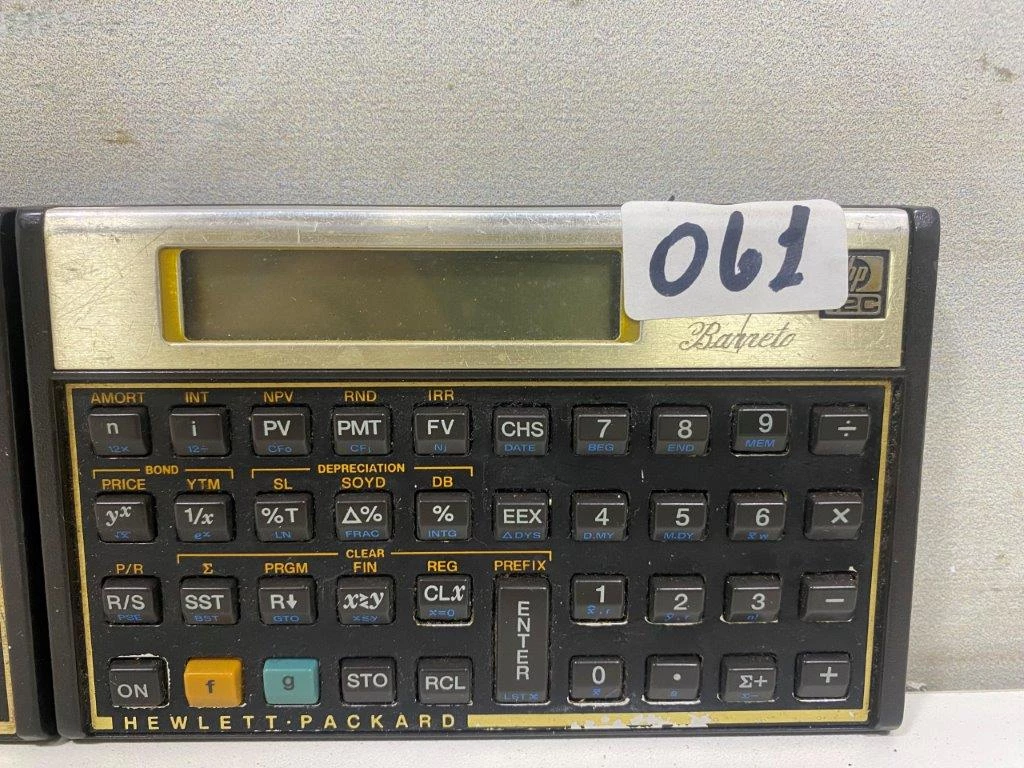 061
hp
12C
Barreto
AMORT INT NPV RND IRR
n i PV PMT FV CHS 7 8 9 ÷
12× 12÷ CFo CFj Nj DATE BEG END MEM
BOND DEPRECIATION
PRICE YTM SL SOYD DB
yx 1/x %T Δ% % EEX 4 5 6 ×
√x ex LN FRAC INTG ΔDYS D.MY M.DY x̄w
CLEAR
P/R Σ PRGM FIN REG PREFIX
R/S SST R↓ x≷y CLx ENTER 1 2 3 −
PSE BST GTO x≤y x=0 x̂,r ŷ,r n!
ON f g STO RCL 0 · Σ+ +
LSTx x̄ s Σ−
HEWLETT·PACKARD